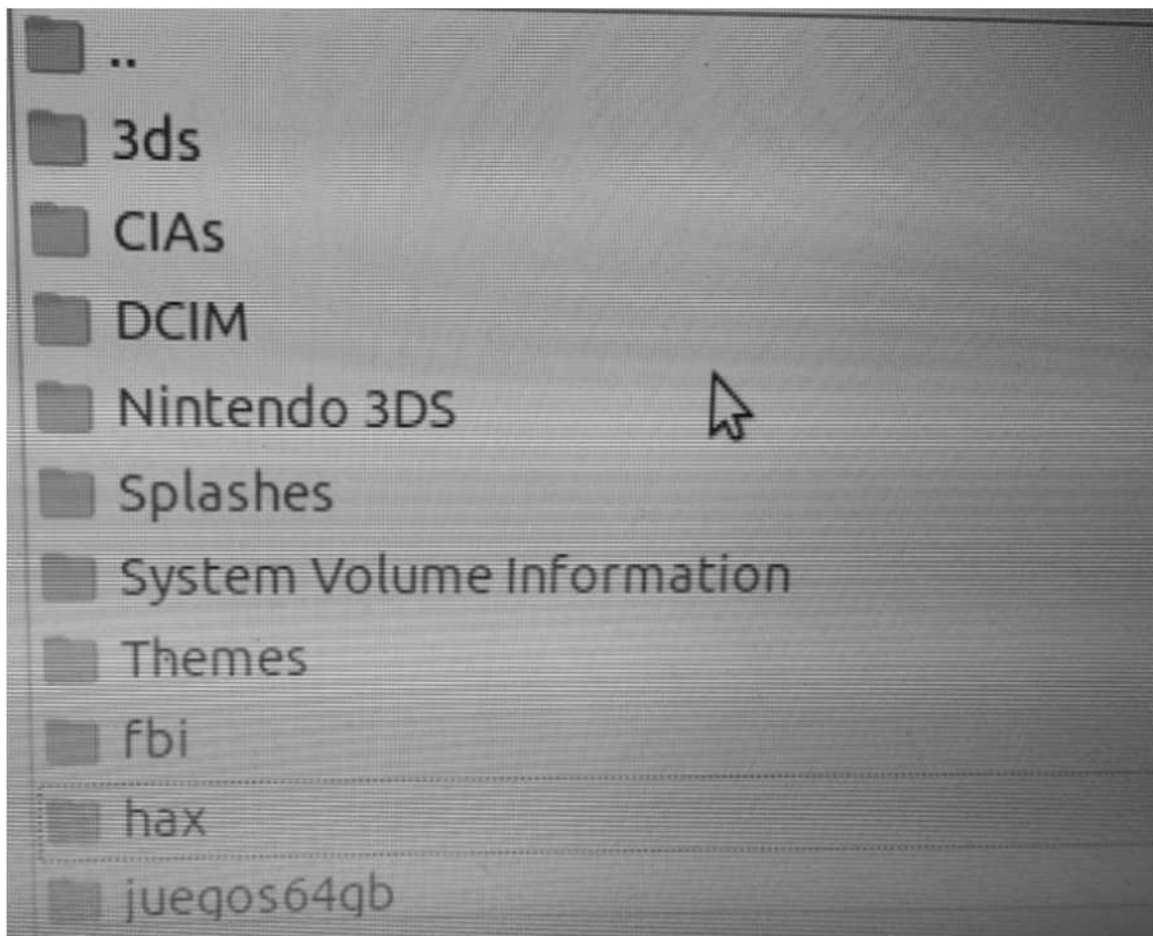 ..
3ds
CIAs
DCIM
Nintendo 3DS
Splashes
System Volume Information
Themes
fbi
hax
juegos64gb